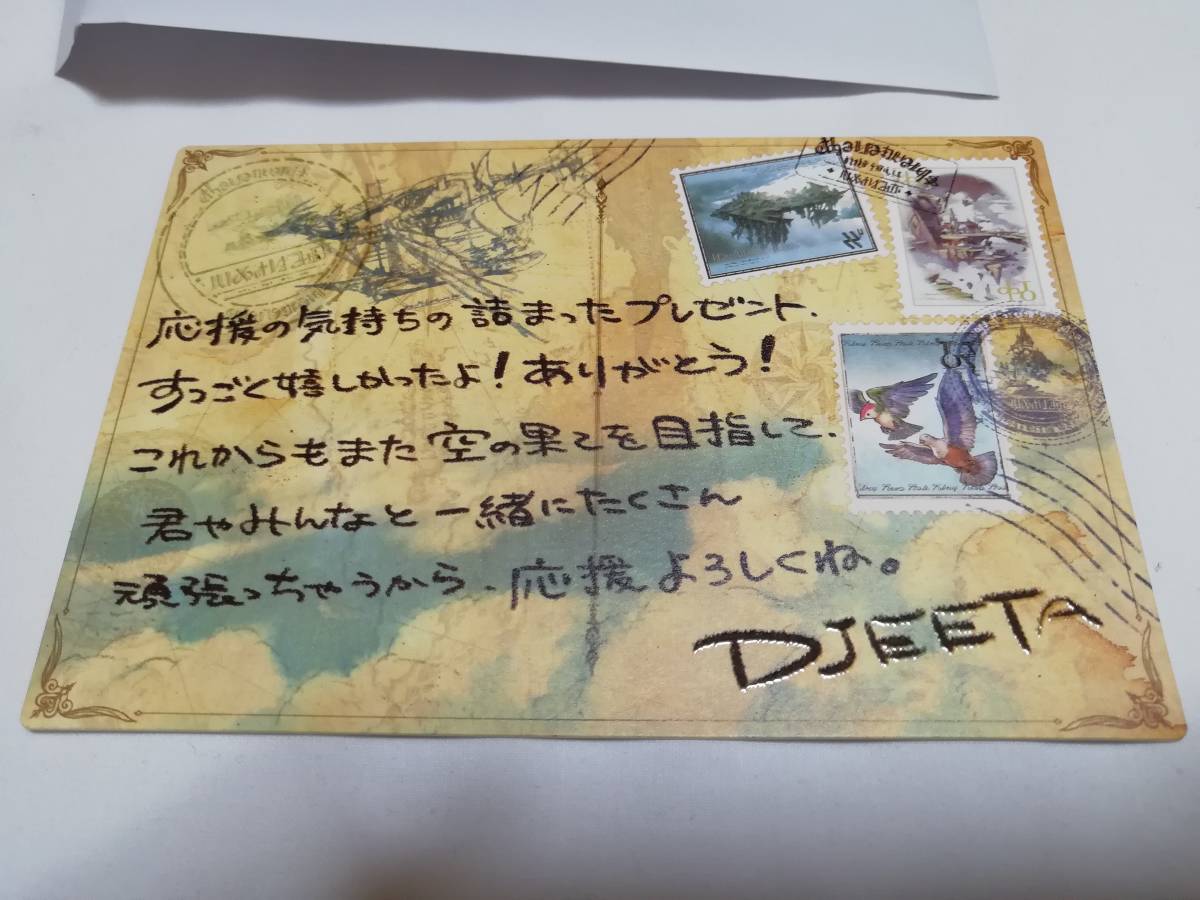 応援の気持ちの詰まったプレゼント、
すっごく嬉しかったよ！ありがとう！
これからもまた空の果てを目指して、
君やみんなと一緒にたくさん
頑張っちゃうから、応援よろしくね。
DJEETA